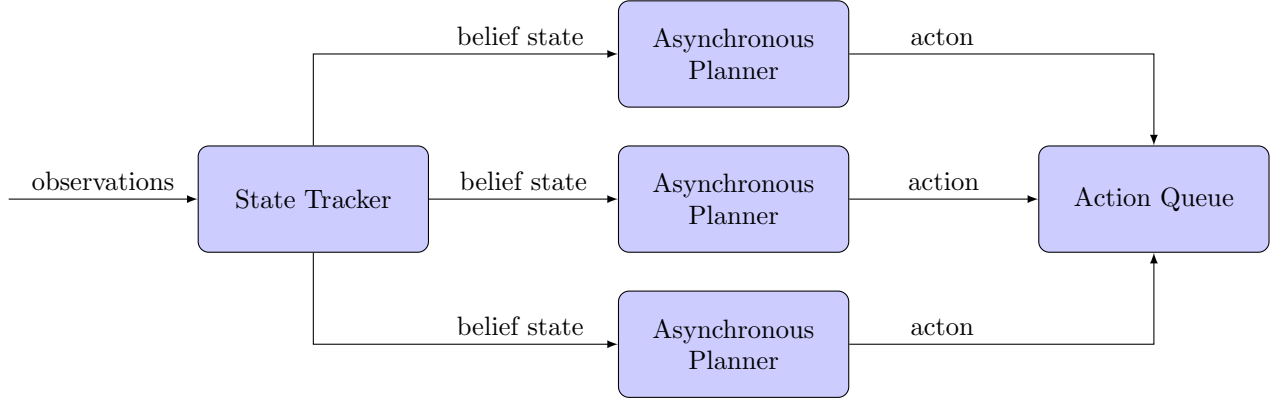 belief state
Asynchronous
Planner
acton
observations
State Tracker
belief state
Asynchronous
Planner
action
Action Queue
belief state
Asynchronous
Planner
acton